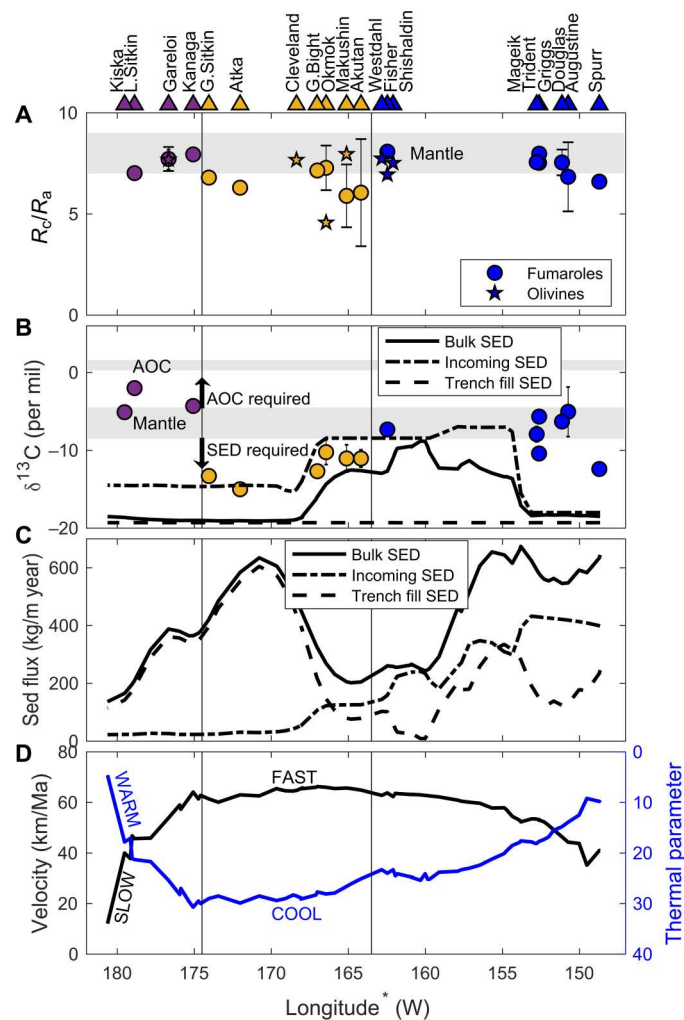 Kiska
L.Sitkin
Gareloi
Kanaga
G.Sitkin
Atka
Cleveland
G.Bight
Okmok
Makushin
Akutan
Westdahl
Fisher
Shishaldin
Mageik
Trident
Griggs
Douglas
Augustine
Spurr
A
10
5
0
Rc/Ra
Mantle
Fumaroles
Olivines
B
0
−10
−20
δ13C (per mil)
AOC
Mantle
AOC required
SED required
Bulk SED
Incoming SED
Trench fill SED
C
600
400
200
0
Sed flux (kg/m year)
Bulk SED
Incoming SED
Trench fill SED
D
80
60
40
20
0
Velocity (km/Ma)
WARM
SLOW
FAST
COOL
0
10
20
30
40
Thermal parameter
180 175 170 165 160 155 150
Longitude* (W)